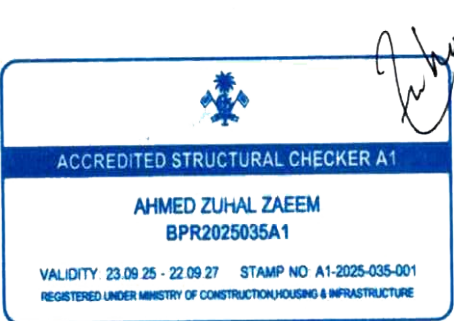 ACCREDITED STRUCTURAL CHECKER A1
AHMED ZUHAL ZAEEM
BPR2025035A1
VALIDITY: 23.09.25 - 22.09.27 STAMP NO: A1-2025-035-001
REGISTERED UNDER MINISTRY OF CONSTRUCTION,HOUSING & INFRASTRUCTURE